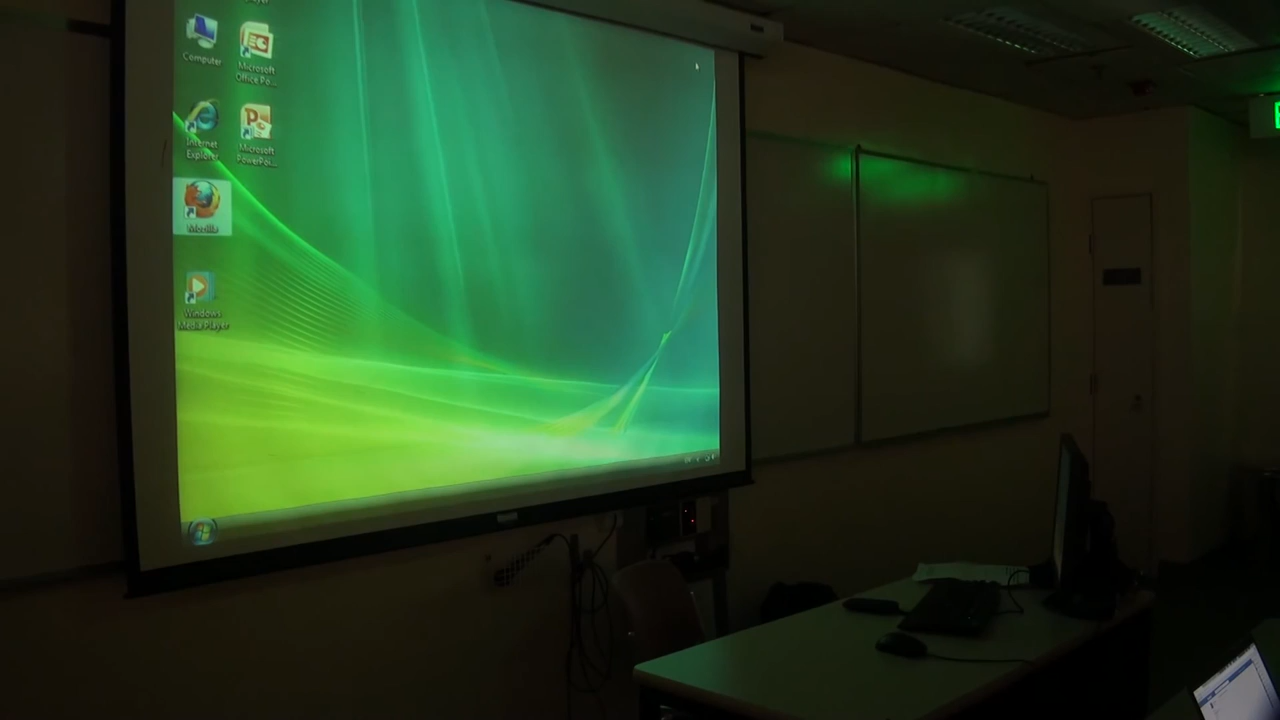 Computer
Microsoft
Office Po...
Internet
Explorer
Microsoft
PowerPoi...
Mozilla
Windows
Media Player